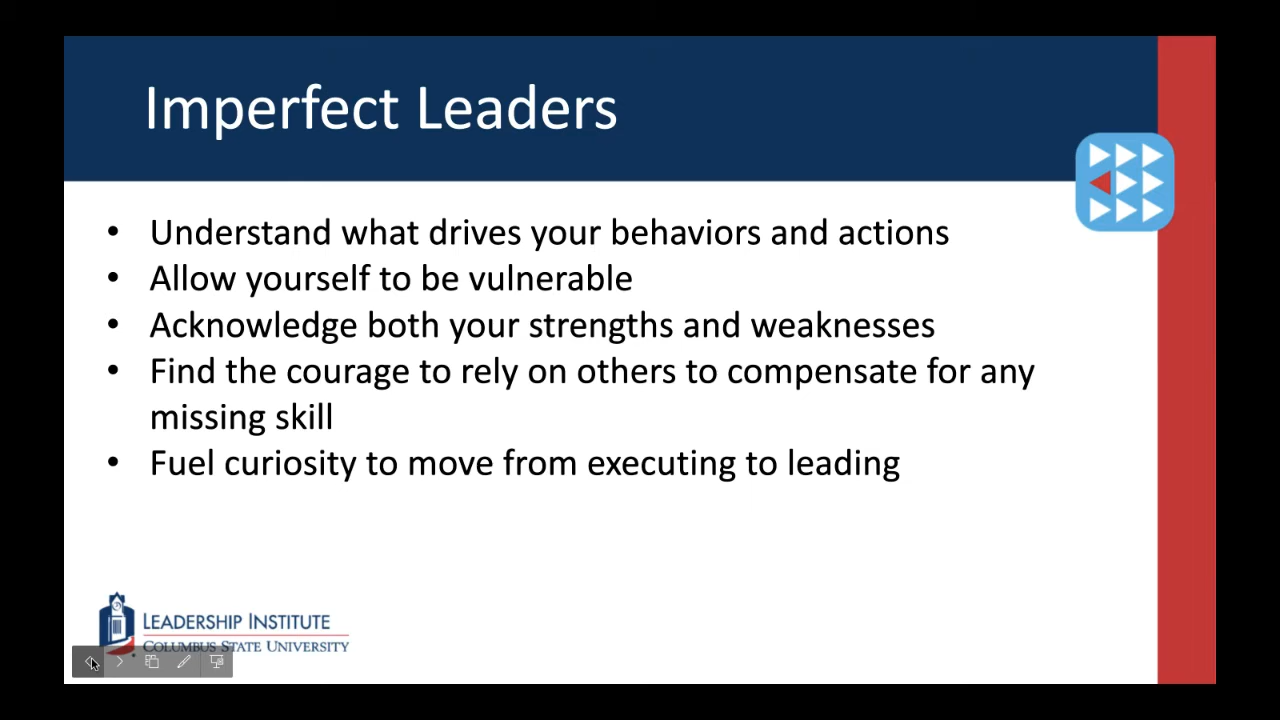 Imperfect Leaders
• Understand what drives your behaviors and actions
• Allow yourself to be vulnerable
• Acknowledge both your strengths and weaknesses
• Find the courage to rely on others to compensate for any
missing skill
• Fuel curiosity to move from executing to leading
LEADERSHIP INSTITUTE
COLUMBUS STATE UNIVERSITY